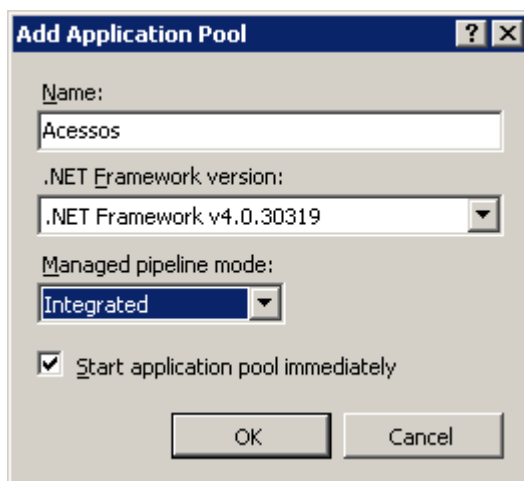 Add Application Pool
Name:
Acessos
.NET Framework version:
.NET Framework v4.0.30319
Managed pipeline mode:
Integrated
Start application pool immediately
OK Cancel